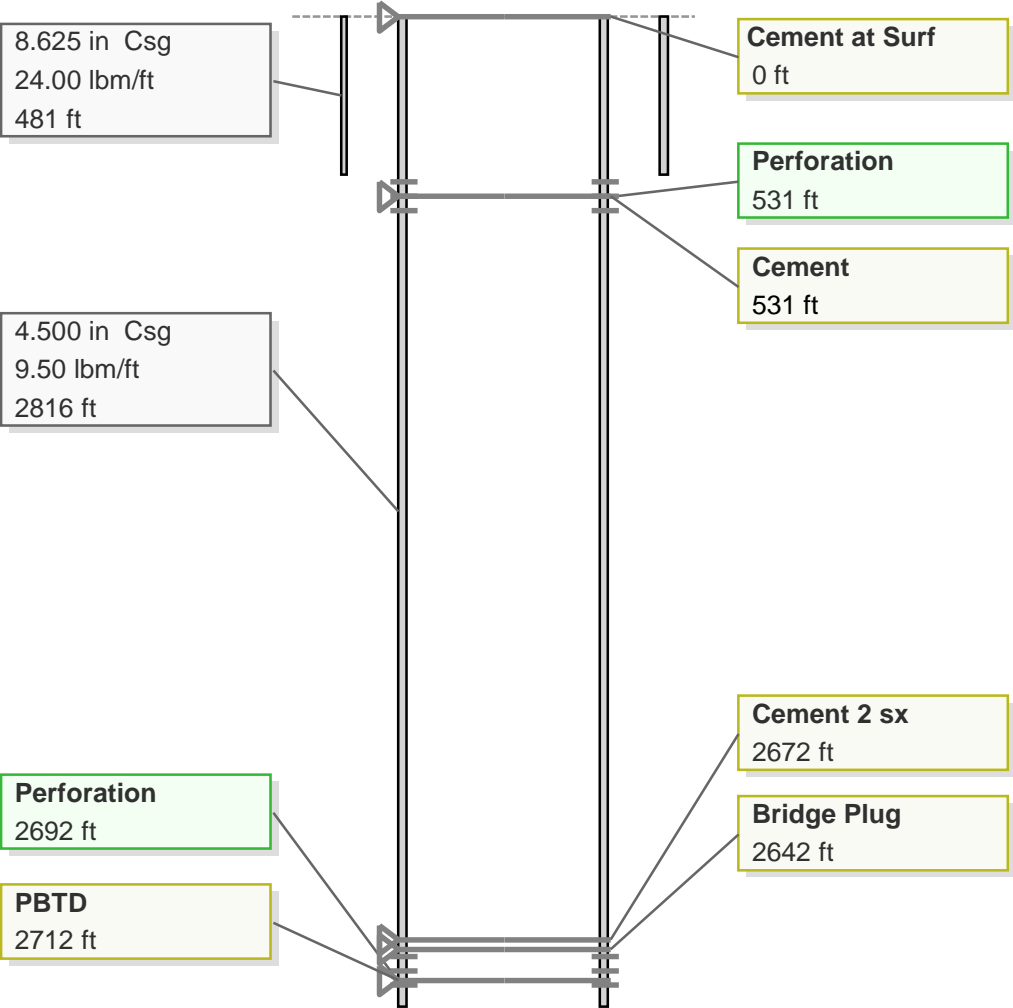 8.625 in  Csg
24.00 lbm/ft
481 ft
Cement at Surf
0 ft
Perforation
531 ft
Cement
531 ft
4.500 in  Csg
9.50 lbm/ft
2816 ft
Cement 2 sx
2672 ft
Perforation
2692 ft
Bridge Plug
2642 ft
PBTD
2712 ft